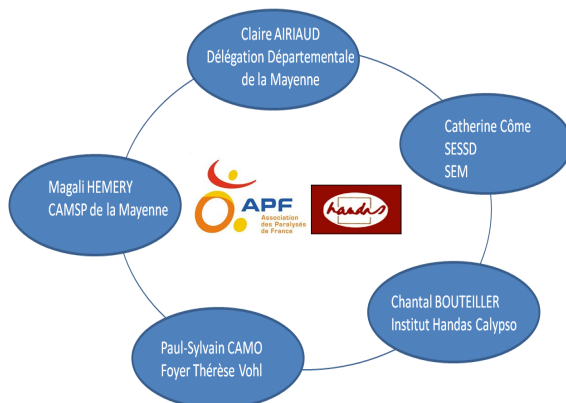 Claire AIRIAUD
Délégation Départementale
de la Mayenne
Catherine Côme
SESSD
SEM
Magali HEMERY
CAMSP de la Mayenne
APF
Association
des Paralysés
de France
handas
Chantal BOUTEILLER
Institut Handas Calypso
Paul-Sylvain CAMO
Foyer Thérèse Vohl